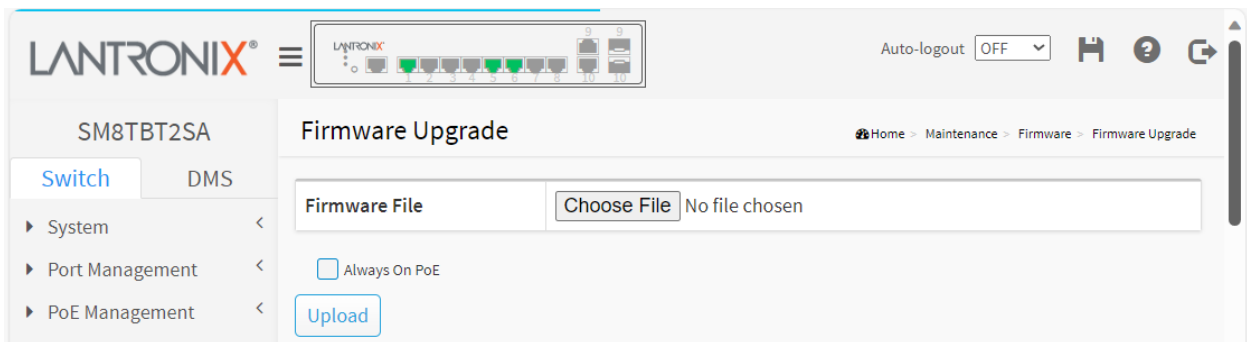 LANTRONIX®
LANTRONIX
9 9
1 2 3 4 5 6 7 8 10 10
Auto-logout OFF
SM8TBT2SA
Firmware Upgrade
Home > Maintenance > Firmware > Firmware Upgrade
Switch DMS
Firmware File Choose File No file chosen
System
Port Management
PoE Management
Always On PoE
Upload